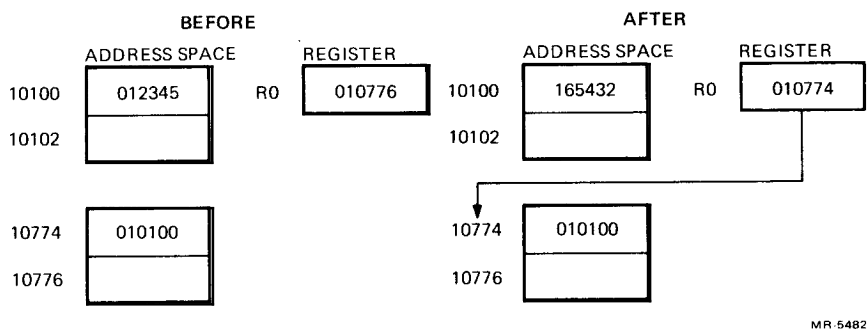 BEFORE AFTER
ADDRESS SPACE REGISTER ADDRESS SPACE REGISTER
10100 012345 R0 010776 10100 165432 R0 010774
10102 10102
10774 010100 10774 010100
10776 10776
MR-5482